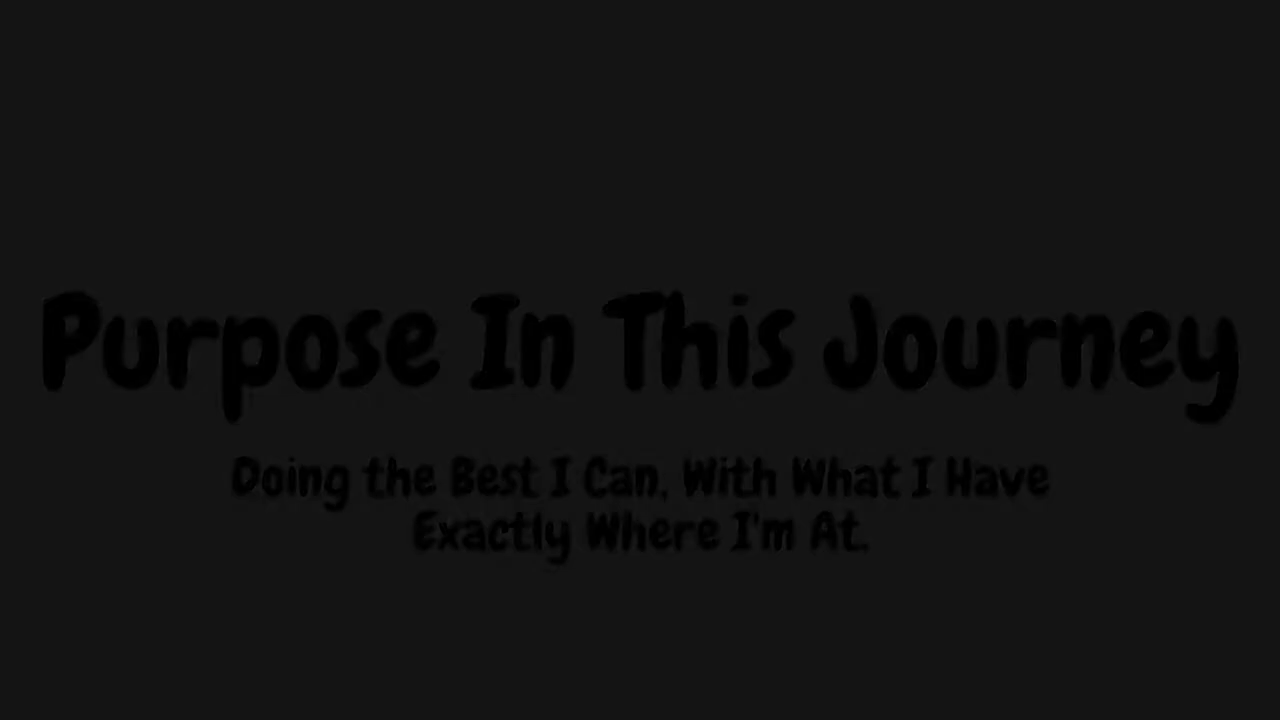 Purpose In This Journey
Doing the Best I Can, With What I Have
Exactly Where I'm At.